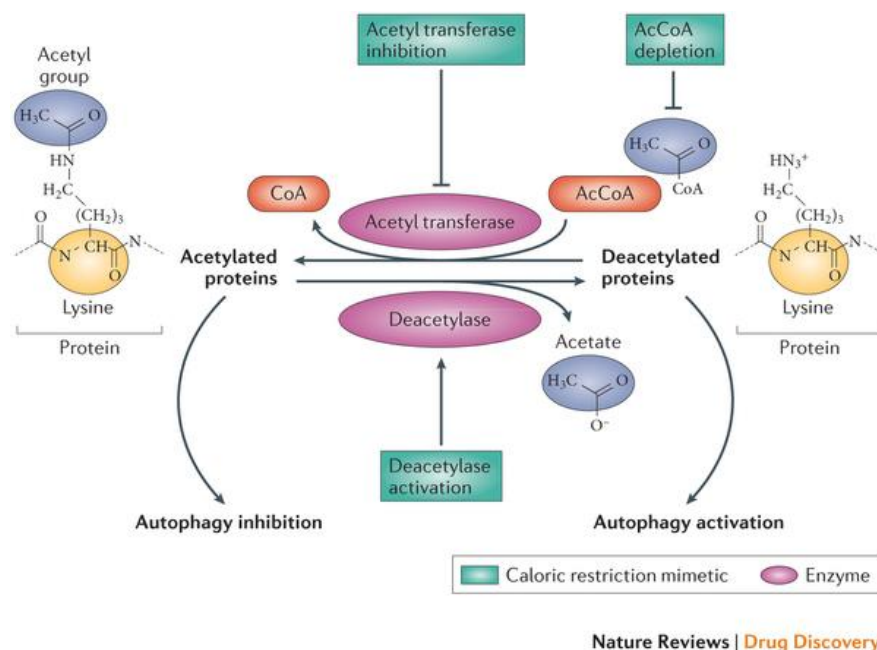 Acetyl transferase
inhibition
AcCoA
depletion
Acetyl
group
H₃C
O
HN
H₂C
(CH₂)₃
O
N
CH
N
O
Lysine
Protein
CoA
Acetyl transferase
AcCoA
H₃C
O
CoA
HN₃⁺
H₂C
(CH₂)₃
O
N
CH
N
O
Lysine
Protein
Acetylated
proteins
Deacetylated
proteins
Deacetylase
Acetate
H₃C
O
O⁻
Deacetylase
activation
Autophagy inhibition
Autophagy activation
Caloric restriction mimetic
Enzyme
Nature Reviews | Drug Discovery